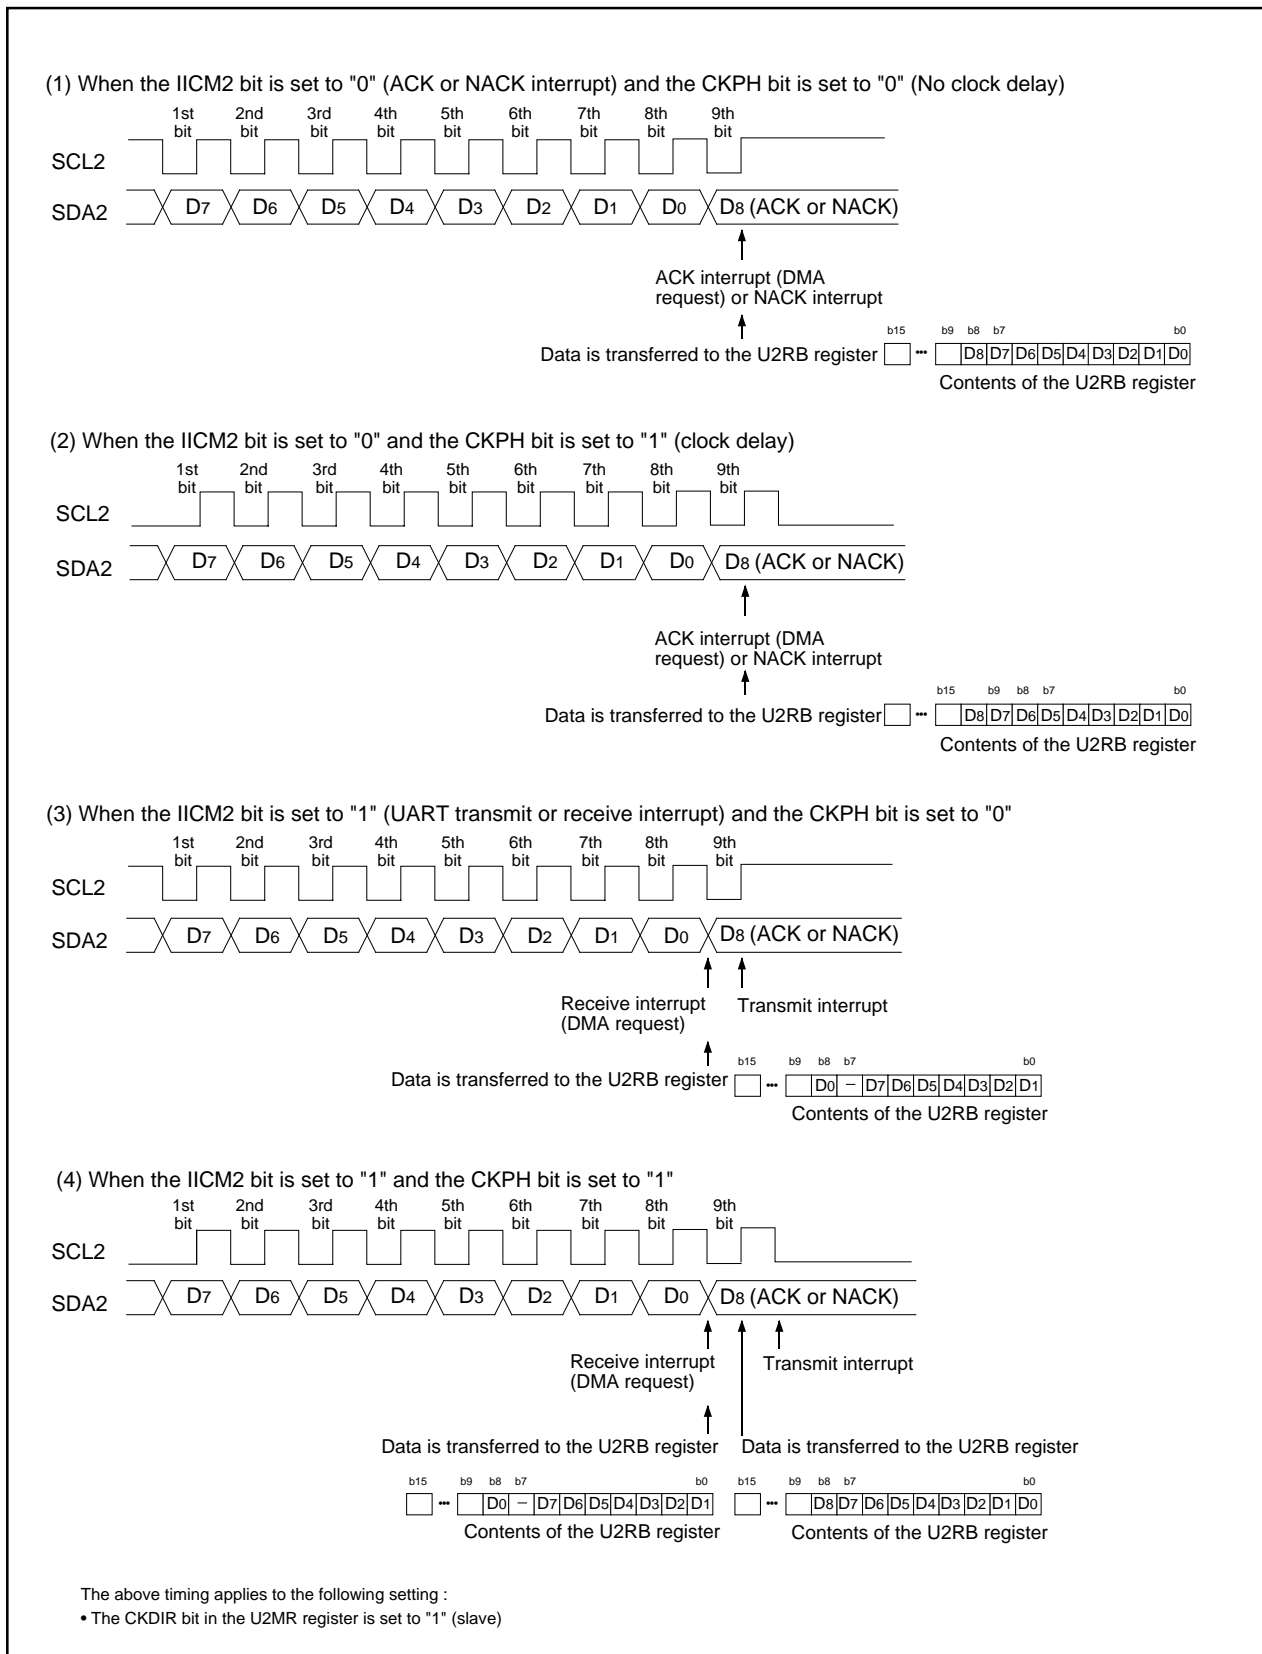 (1) When the IICM2 bit is set to "0" (ACK or NACK interrupt) and the CKPH bit is set to "0" (No clock delay)
1st bit 2nd bit 3rd bit 4th bit 5th bit 6th bit 7th bit 8th bit 9th bit
SCL2
SDA2 D7 D6 D5 D4 D3 D2 D1 D0 D8 (ACK or NACK)
ACK interrupt (DMA
request) or NACK interrupt
b15 b9 b8 b7 b0
Data is transferred to the U2RB register ••• D8 D7 D6 D5 D4 D3 D2 D1 D0
Contents of the U2RB register
(2) When the IICM2 bit is set to "0" and the CKPH bit is set to "1" (clock delay)
1st bit 2nd bit 3rd bit 4th bit 5th bit 6th bit 7th bit 8th bit 9th bit
SCL2
SDA2 D7 D6 D5 D4 D3 D2 D1 D0 D8 (ACK or NACK)
ACK interrupt (DMA
request) or NACK interrupt
b15 b9 b8 b7 b0
Data is transferred to the U2RB register ••• D8 D7 D6 D5 D4 D3 D2 D1 D0
Contents of the U2RB register
(3) When the IICM2 bit is set to "1" (UART transmit or receive interrupt) and the CKPH bit is set to "0"
1st bit 2nd bit 3rd bit 4th bit 5th bit 6th bit 7th bit 8th bit 9th bit
SCL2
SDA2 D7 D6 D5 D4 D3 D2 D1 D0 D8 (ACK or NACK)
Receive interrupt Transmit interrupt
(DMA request)
b15 b9 b8 b7 b0
Data is transferred to the U2RB register ••• D0 – D7 D6 D5 D4 D3 D2 D1
Contents of the U2RB register
(4) When the IICM2 bit is set to "1" and the CKPH bit is set to "1"
1st bit 2nd bit 3rd bit 4th bit 5th bit 6th bit 7th bit 8th bit 9th bit
SCL2
SDA2 D7 D6 D5 D4 D3 D2 D1 D0 D8 (ACK or NACK)
Receive interrupt Transmit interrupt
(DMA request)
Data is transferred to the U2RB register Data is transferred to the U2RB register
b15 b9 b8 b7 b0 b15 b9 b8 b7 b0
••• D0 – D7 D6 D5 D4 D3 D2 D1 ••• D8 D7 D6 D5 D4 D3 D2 D1 D0
Contents of the U2RB register Contents of the U2RB register
The above timing applies to the following setting :
• The CKDIR bit in the U2MR register is set to "1" (slave)